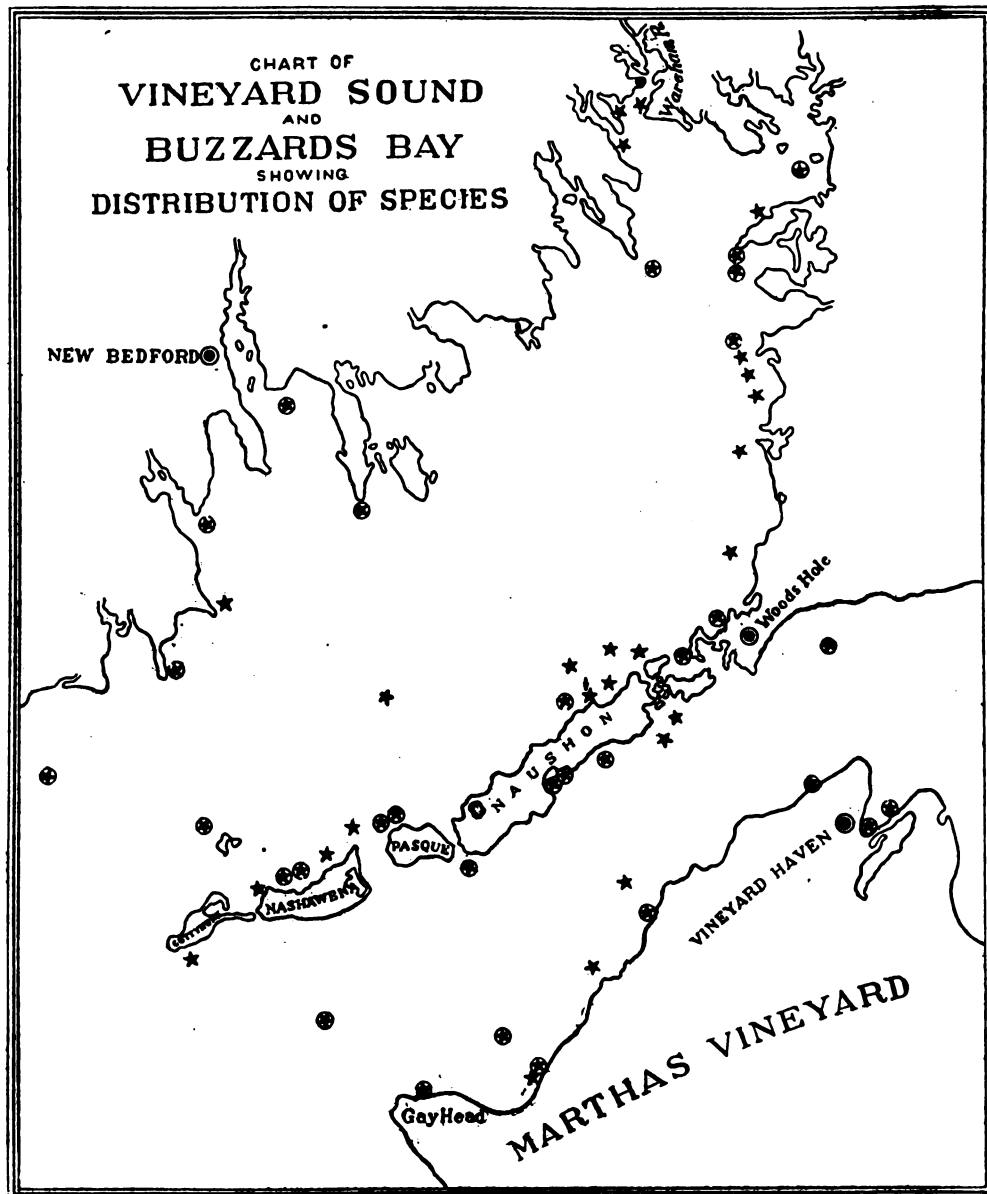 CHART OF
VINEYARD SOUND
AND
BUZZARDS BAY
SHOWING
DISTRIBUTION OF SPECIES
Wareham R.
NEW BEDFORD
Woods Hole
NAUSHON
PASQUE
NASHAWENA
VINEYARD HAVEN
MARTHAS VINEYARD
Gay Head